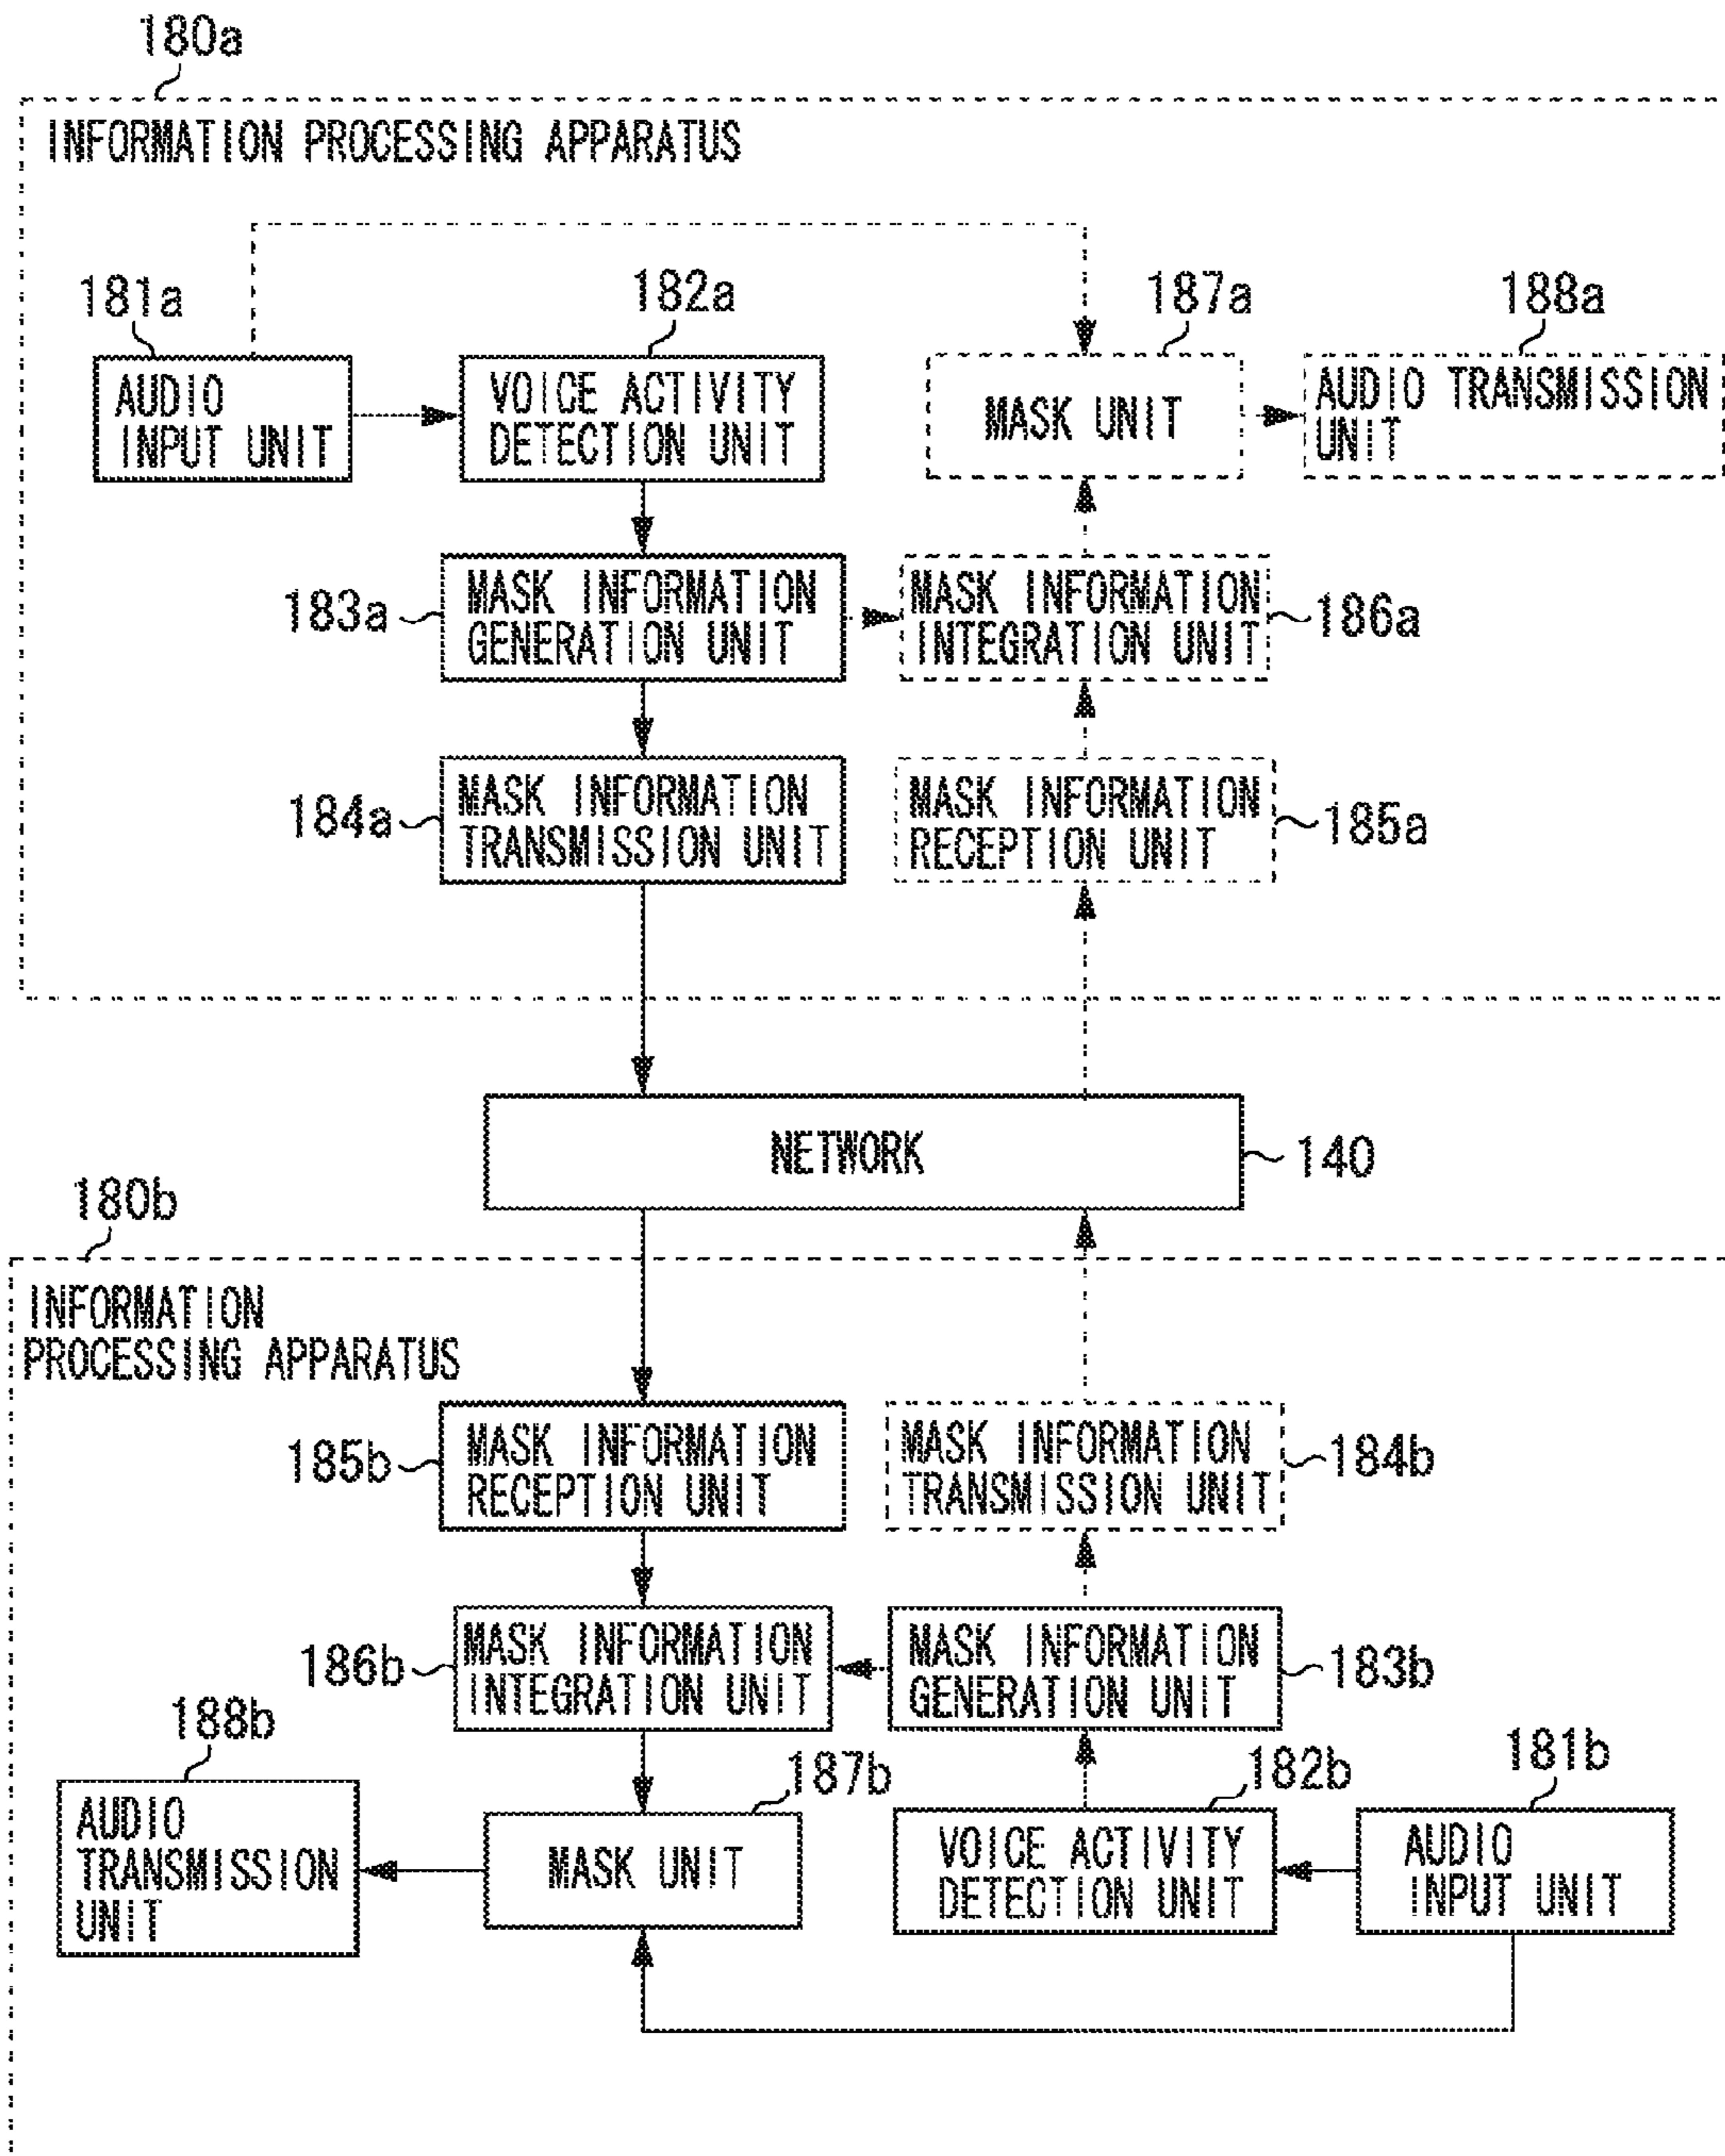 180a
INFORMATION PROCESSING APPARATUS
181a
182a
187a
188a
AUDIO
INPUT UNIT
VOICE ACTIVITY
DETECTION UNIT
MASK UNIT
AUDIO TRANSMISSION
UNIT
183a
MASK INFORMATION
GENERATION UNIT
MASK INFORMATION
INTEGRATION UNIT
186a
184a
MASK INFORMATION
TRANSMISSION UNIT
MASK INFORMATION
RECEPTION UNIT
185a
NETWORK
140
180b
INFORMATION
PROCESSING APPARATUS
185b
MASK INFORMATION
RECEPTION UNIT
MASK INFORMATION
TRANSMISSION UNIT
184b
186b
MASK INFORMATION
INTEGRATION UNIT
MASK INFORMATION
GENERATION UNIT
183b
188b
187b
182b
181b
AUDIO
TRANSMISSION
UNIT
MASK UNIT
VOICE ACTIVITY
DETECTION UNIT
AUDIO
INPUT UNIT